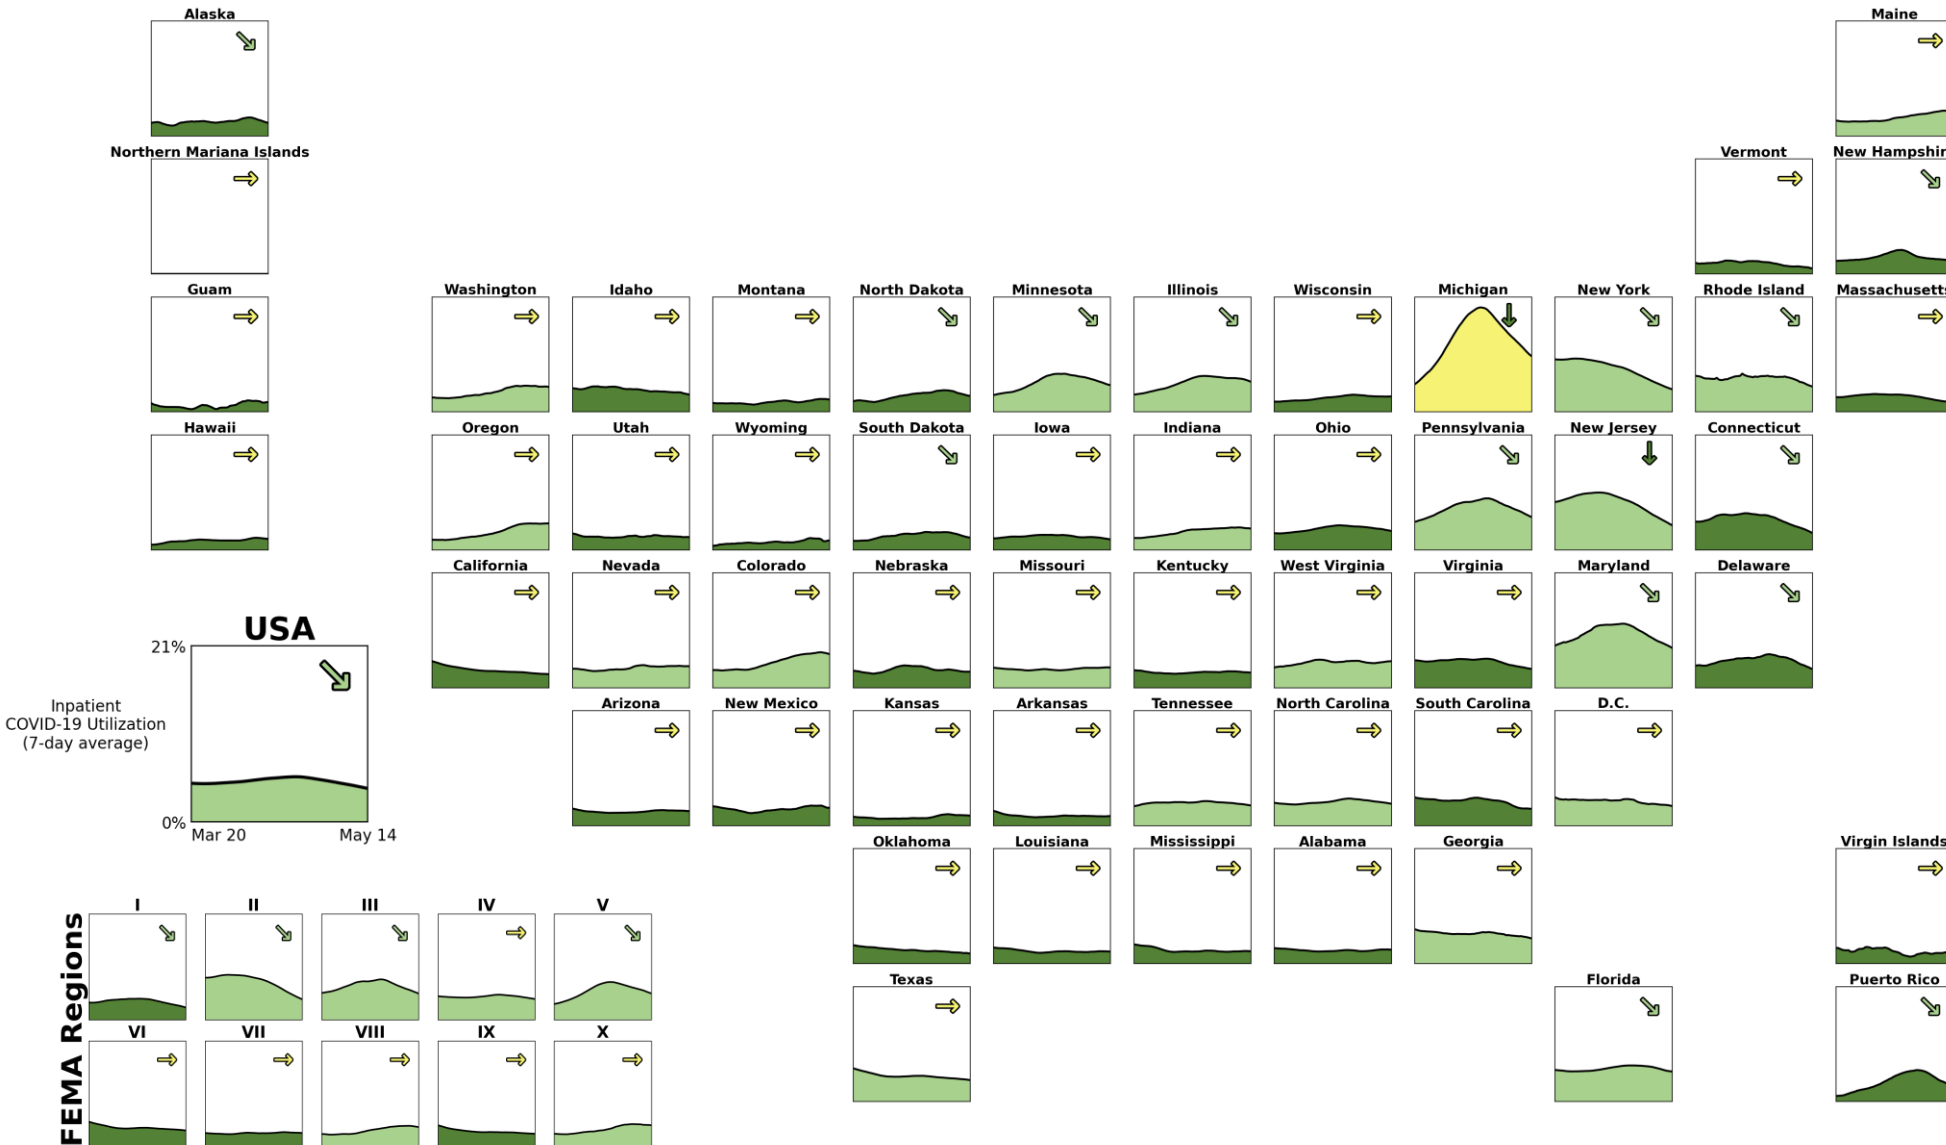 Alaska
Maine
Northern Mariana Islands
Vermont
New Hampshir
Guam
Washington
Idaho
Montana
North Dakota
Minnesota
Illinois
Wisconsin
Michigan
New York
Rhode Island
Massachusetts
Hawaii
Oregon
Utah
Wyoming
South Dakota
Iowa
Indiana
Ohio
Pennsylvania
New Jersey
Connecticut
California
Nevada
Colorado
Nebraska
Missouri
Kentucky
West Virginia
Virginia
Maryland
Delaware
USA
21%
Inpatient
COVID-19 Utilization
(7-day average)
0%
Mar 20
May 14
Arizona
New Mexico
Kansas
Arkansas
Tennessee
North Carolina
South Carolina
D.C.
Oklahoma
Louisiana
Mississippi
Alabama
Georgia
Virgin Islands
Texas
Florida
Puerto Rico
FEMA Regions
I
II
III
IV
V
VI
VII
VIII
IX
X